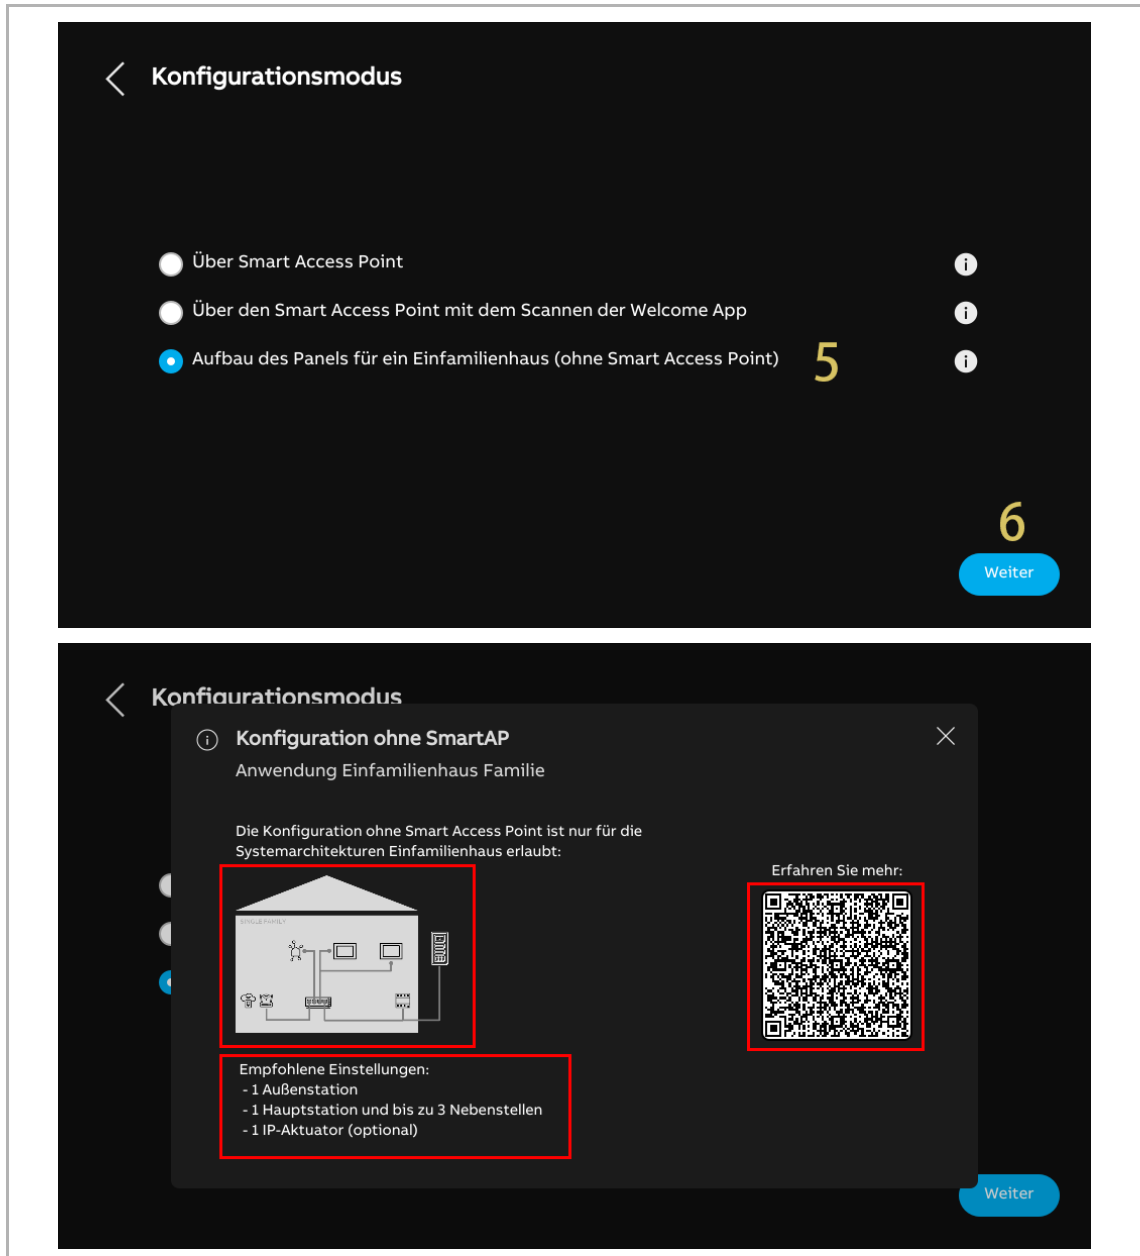 Konfigurationsmodus
Über Smart Access Point
Über den Smart Access Point mit dem Scannen der Welcome App
Aufbau des Panels für ein Einfamilienhaus (ohne Smart Access Point)
5
6
Weiter
Konfigurationsmodus
Konfiguration ohne SmartAP
Anwendung Einfamilienhaus Familie
Die Konfiguration ohne Smart Access Point ist nur für die
Systemarchitekturen Einfamilienhaus erlaubt:
Erfahren Sie mehr:
SINGLE FAMILY
Empfohlene Einstellungen:
- 1 Außenstation
- 1 Hauptstation und bis zu 3 Nebenstellen
- 1 IP-Aktuator (optional)
Weiter